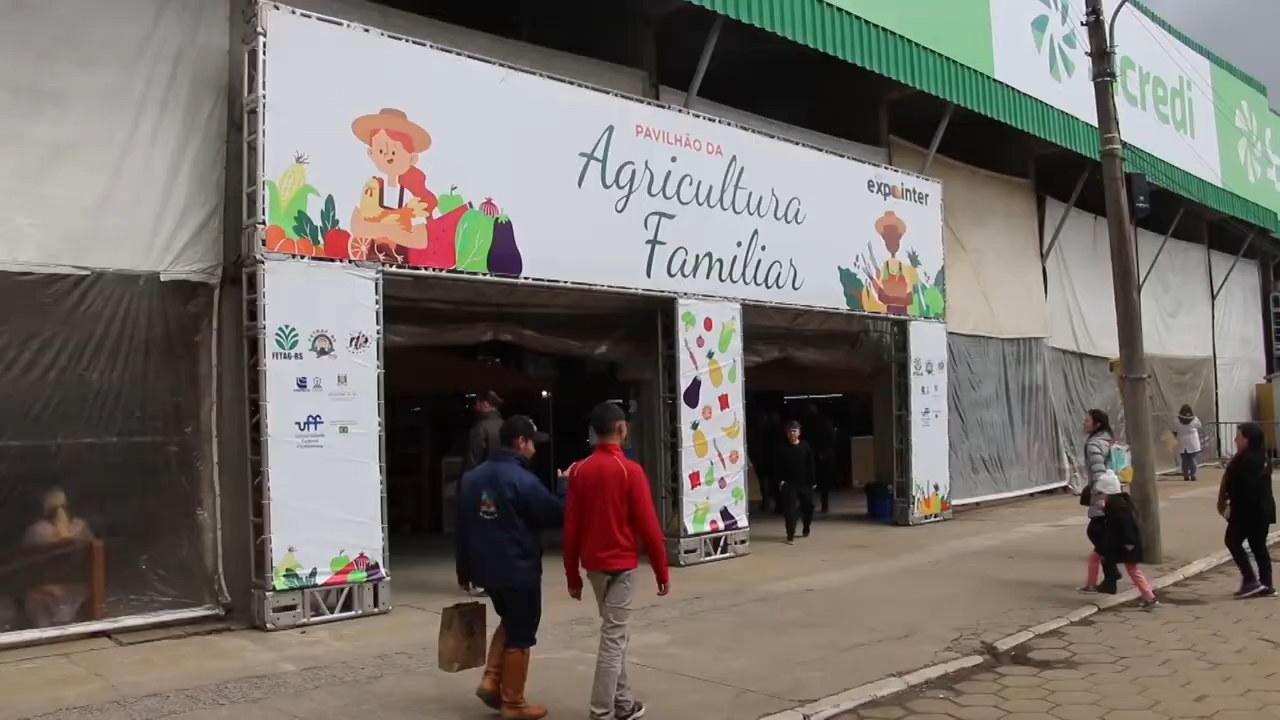 PAVILHÃO DA
Agricultura
Familiar
expointer
credi
FETAG-RS
uff